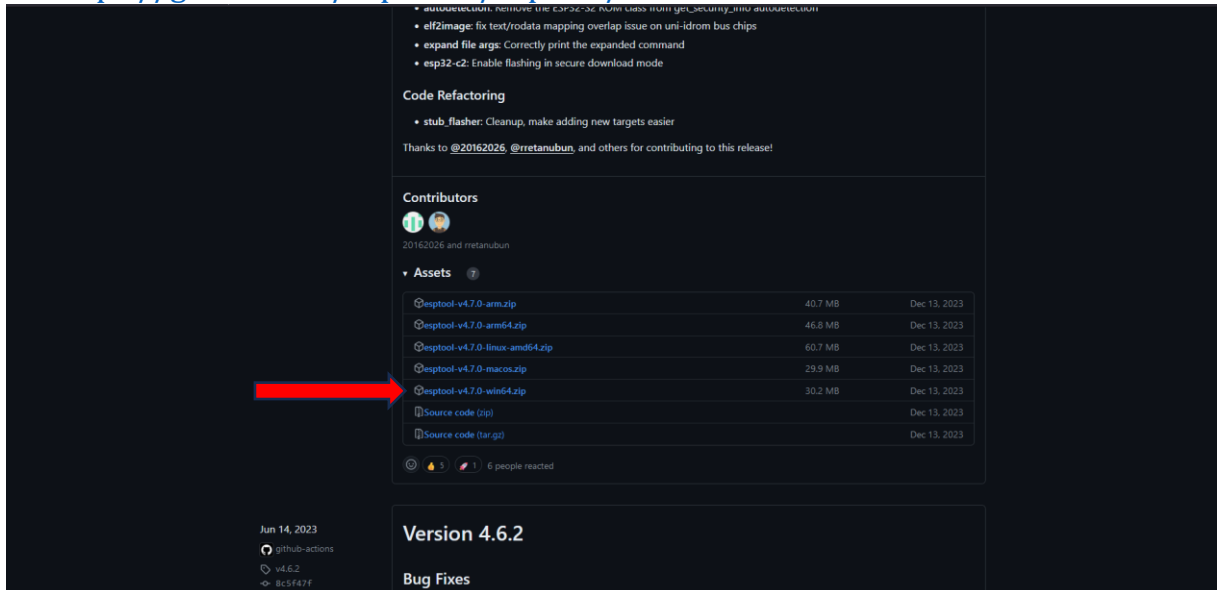 • autodetection: Remove the ESP32-S2 ROM class from get_security_info autodetection
• elf2image: fix text/rodata mapping overlap issue on uni-idrom bus chips
• expand file args: Correctly print the expanded command
• esp32-c2: Enable flashing in secure download mode
Code Refactoring
• stub_flasher: Cleanup, make adding new targets easier
Thanks to @20162026, @rretanubun, and others for contributing to this release!
Contributors
20162026 and rretanubun
▾ Assets 7
esptool-v4.7.0-arm.zip 40.7 MB Dec 13, 2023
esptool-v4.7.0-arm64.zip 46.8 MB Dec 13, 2023
esptool-v4.7.0-linux-amd64.zip 60.7 MB Dec 13, 2023
esptool-v4.7.0-macos.zip 29.9 MB Dec 13, 2023
esptool-v4.7.0-win64.zip 30.2 MB Dec 13, 2023
Source code (zip) Dec 13, 2023
Source code (tar.gz) Dec 13, 2023
5 1 6 people reacted
Jun 14, 2023
github-actions
v4.6.2
8c5f47f
Version 4.6.2
Bug Fixes